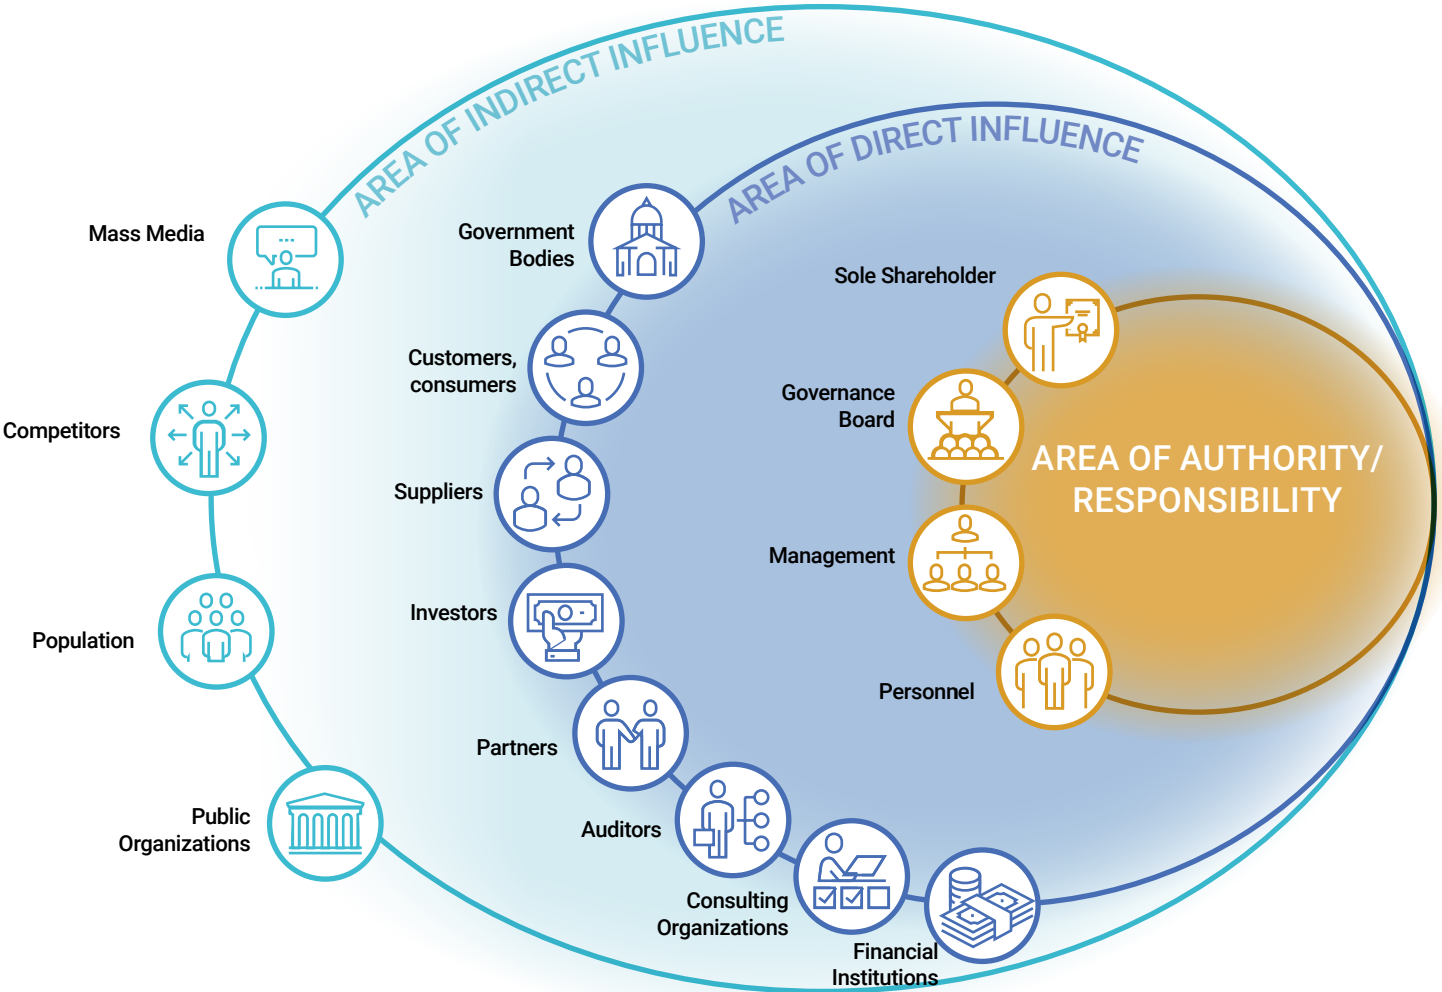 AREA OF INDIRECT INFLUENCE
AREA OF DIRECT INFLUENCE
Mass Media
Competitors
Population
Public
Organizations
Government
Bodies
Customers,
consumers
Suppliers
Investors
Partners
Auditors
Consulting
Organizations
Financial
Institutions
Sole Shareholder
Governance
Board
Management
Personnel
AREA OF AUTHORITY/
RESPONSIBILITY